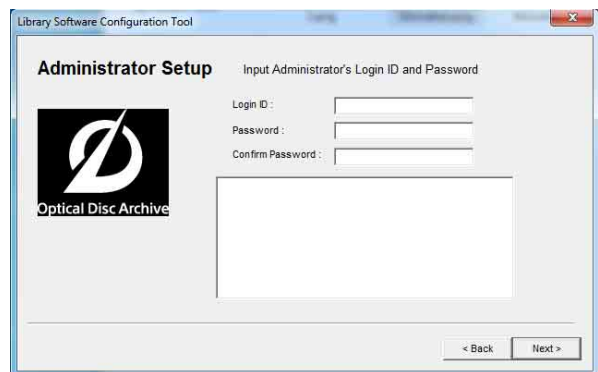 Library Software Configuration Tool
Administrator Setup
Input Administrator's Login ID and Password
Login ID :
Password :
Confirm Password :
Optical Disc Archive
< Back
Next >